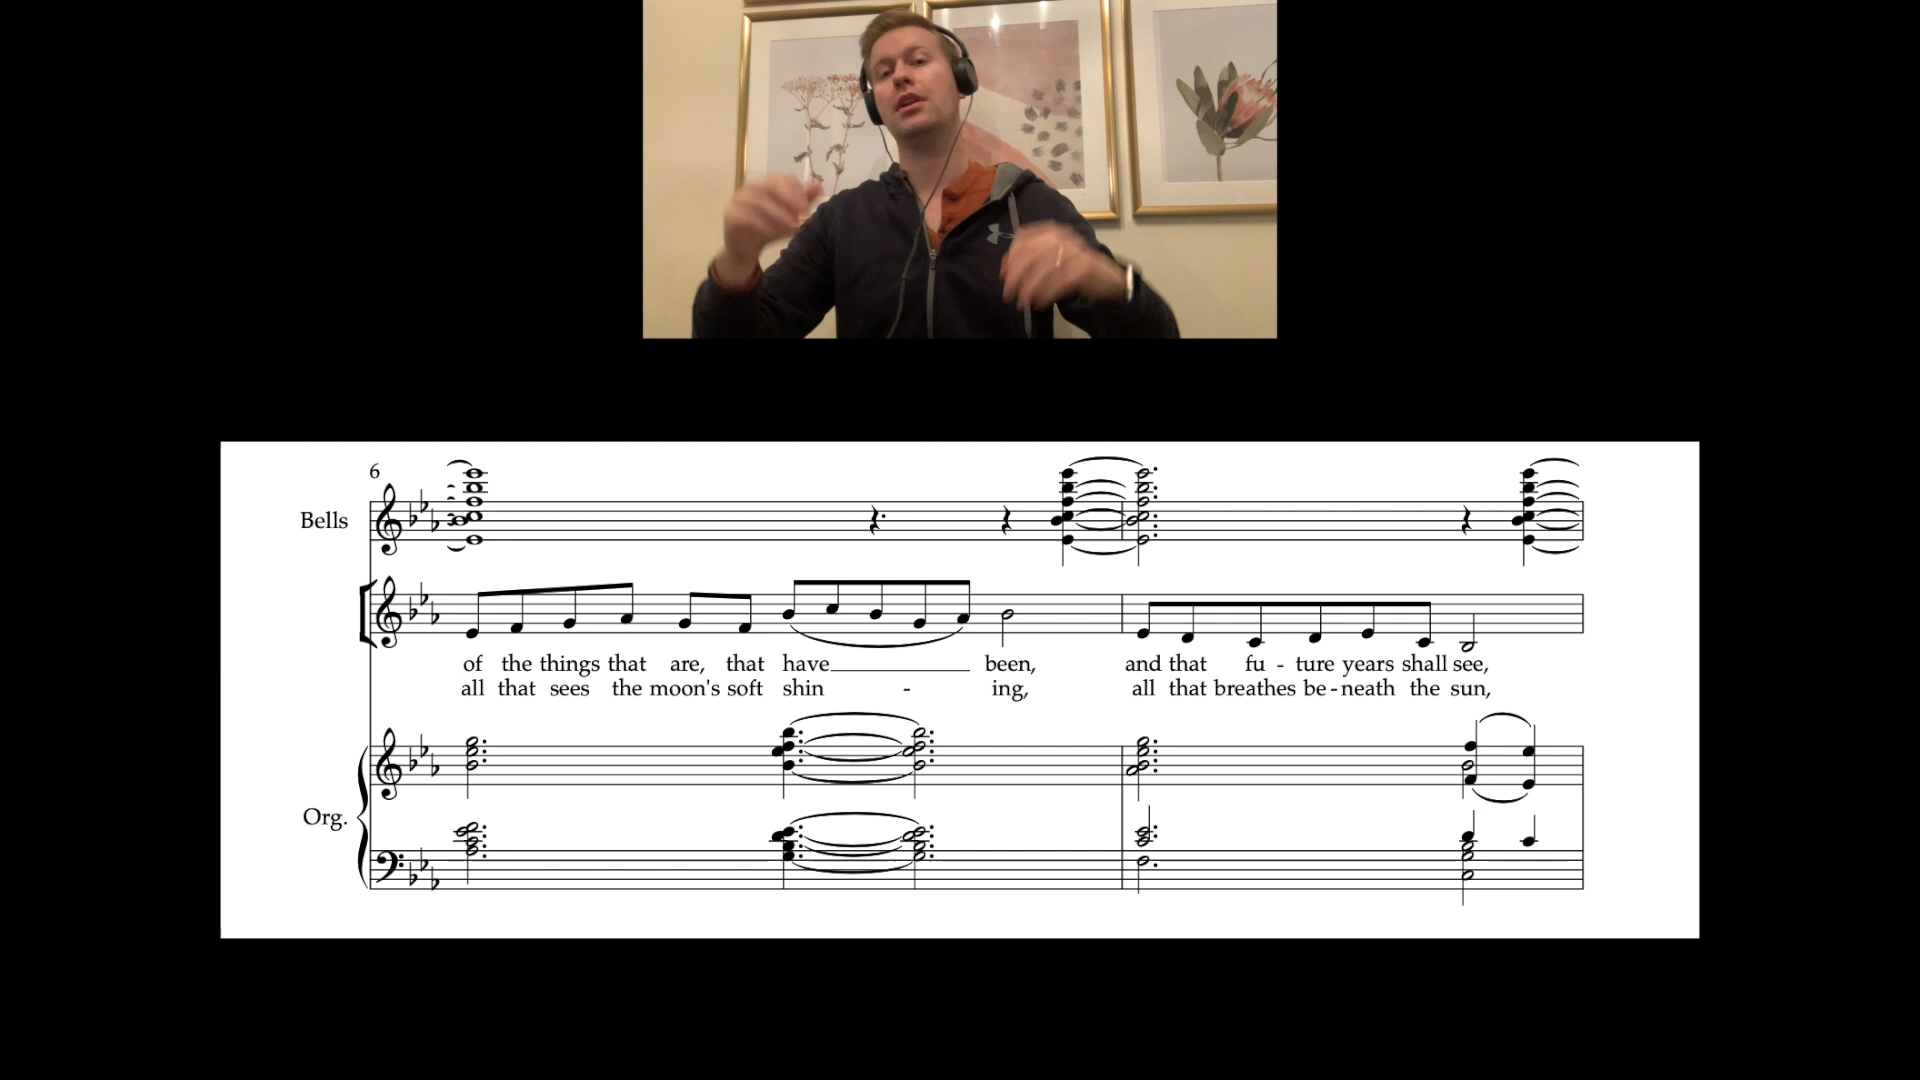 6
Bells
of the things that are, that have been, and that fu - ture years shall see,
all that sees the moon's soft shin - ing, all that breathes be - neath the sun,
Org.